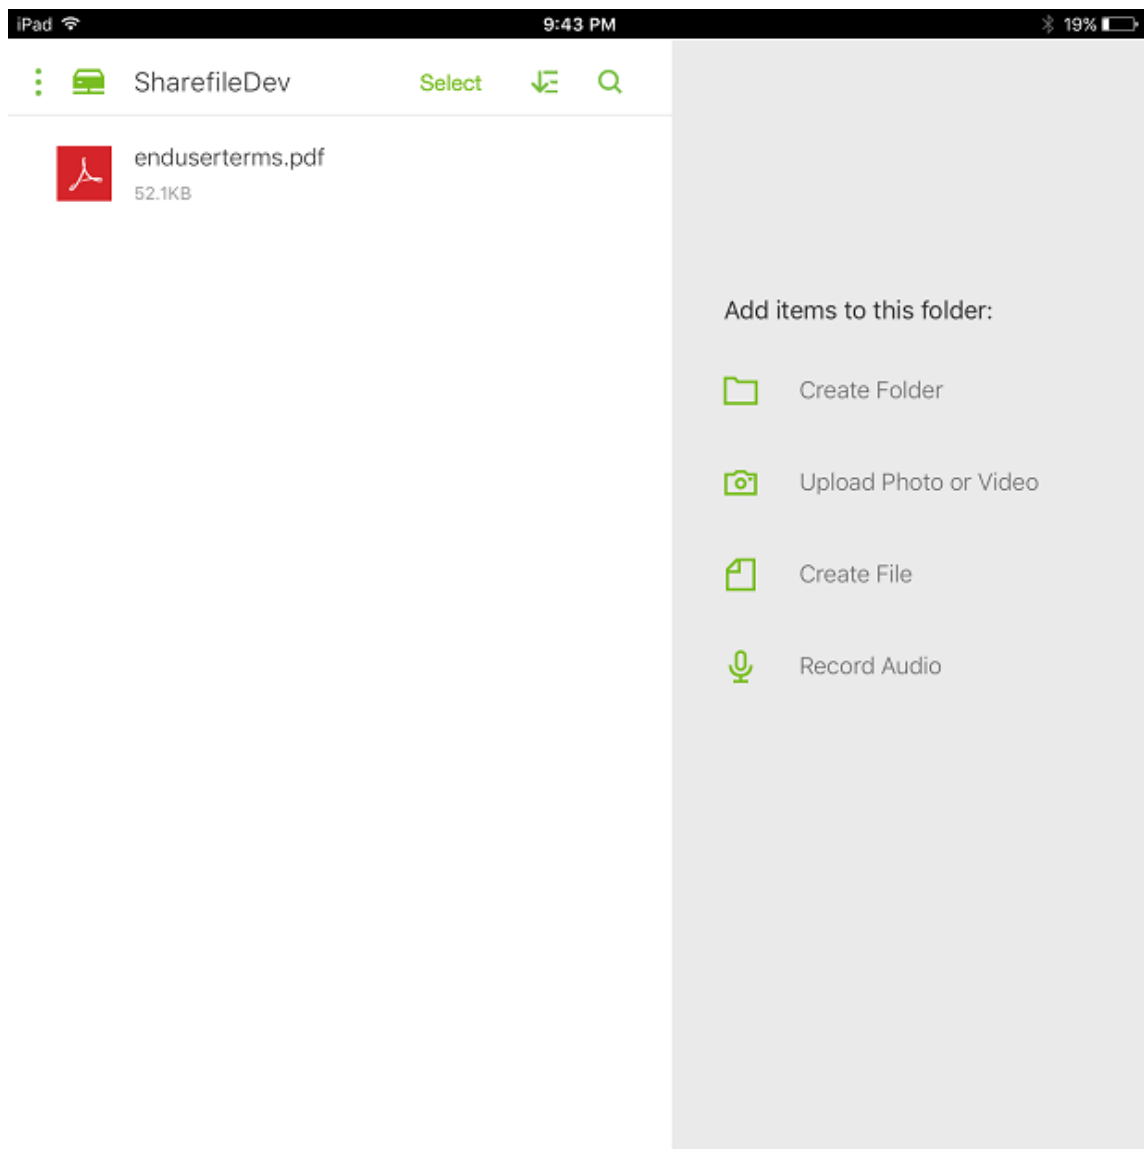 iPad 9:43 PM 19%
SharefileDev Select
enduserterms.pdf
52.1KB
Add items to this folder:
Create Folder
Upload Photo or Video
Create File
Record Audio